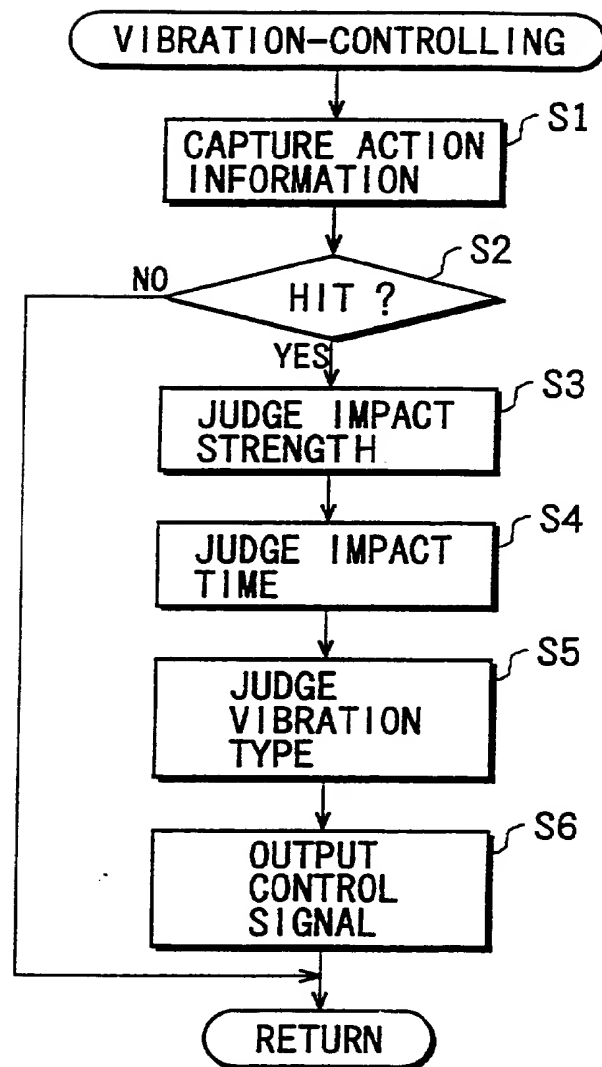 VIBRATION-CONTROLLING
S1
CAPTURE ACTION
INFORMATION
S2
NO
HIT ?
YES
S3
JUDGE IMPACT
STRENGTH
S4
JUDGE IMPACT
TIME
S5
JUDGE
VIBRATION
TYPE
S6
OUTPUT
CONTROL
SIGNAL
RETURN